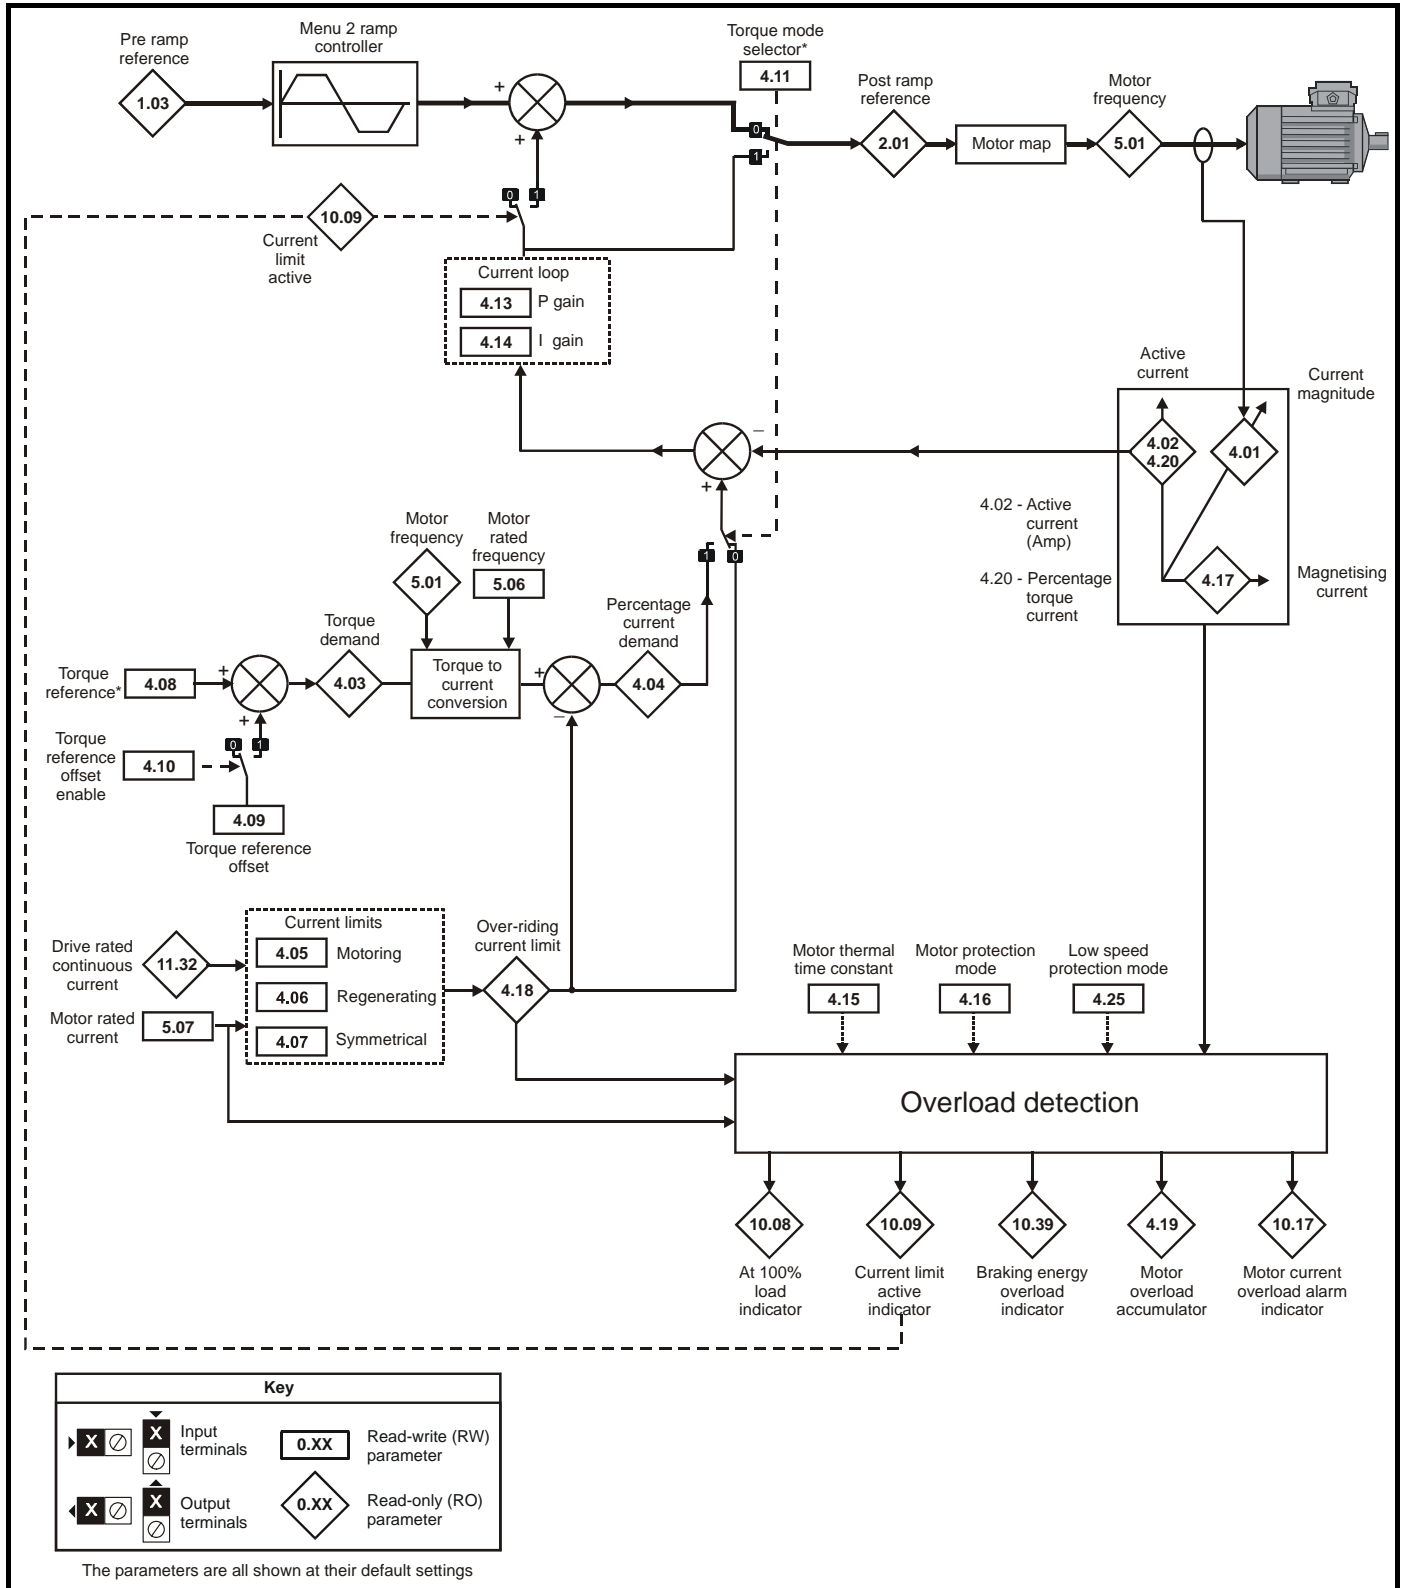 Pre ramp
reference
1.03
Menu 2 ramp
controller
+
+
Torque mode
selector*
4.11
0
1
Post ramp
reference
2.01
Motor map
Motor
frequency
5.01
0
1
10.09
Current
limit
active
Current loop
4.13 P gain
4.14 I gain
Active
current
Current
magnitude
4.02
4.20
4.01
4.17
Magnetising
current
4.02 - Active
current
(Amp)
4.20 - Percentage
torque
current
–
+
1
0
Motor
frequency
5.01
Motor
rated
frequency
5.06
Torque
reference*
4.08
+
+
Torque
demand
4.03
Torque to
current
conversion
+
–
Percentage
current
demand
4.04
Torque
reference
offset
enable
4.10
0
1
4.09
Torque reference
offset
Drive rated
continuous
current
11.32
Motor rated
current
5.07
Current limits
4.05 Motoring
4.06 Regenerating
4.07 Symmetrical
Over-riding
current limit
4.18
Motor thermal
time constant
4.15
Motor protection
mode
4.16
Low speed
protection mode
4.25
Overload detection
10.08
At 100%
load
indicator
10.09
Current limit
active
indicator
10.39
Braking energy
overload
indicator
4.19
Motor
overload
accumulator
10.17
Motor current
overload alarm
indicator
Key
X
X
Input
terminals
0.XX
Read-write (RW)
parameter
X
X
Output
terminals
0.XX
Read-only (RO)
parameter
The parameters are all shown at their default settings